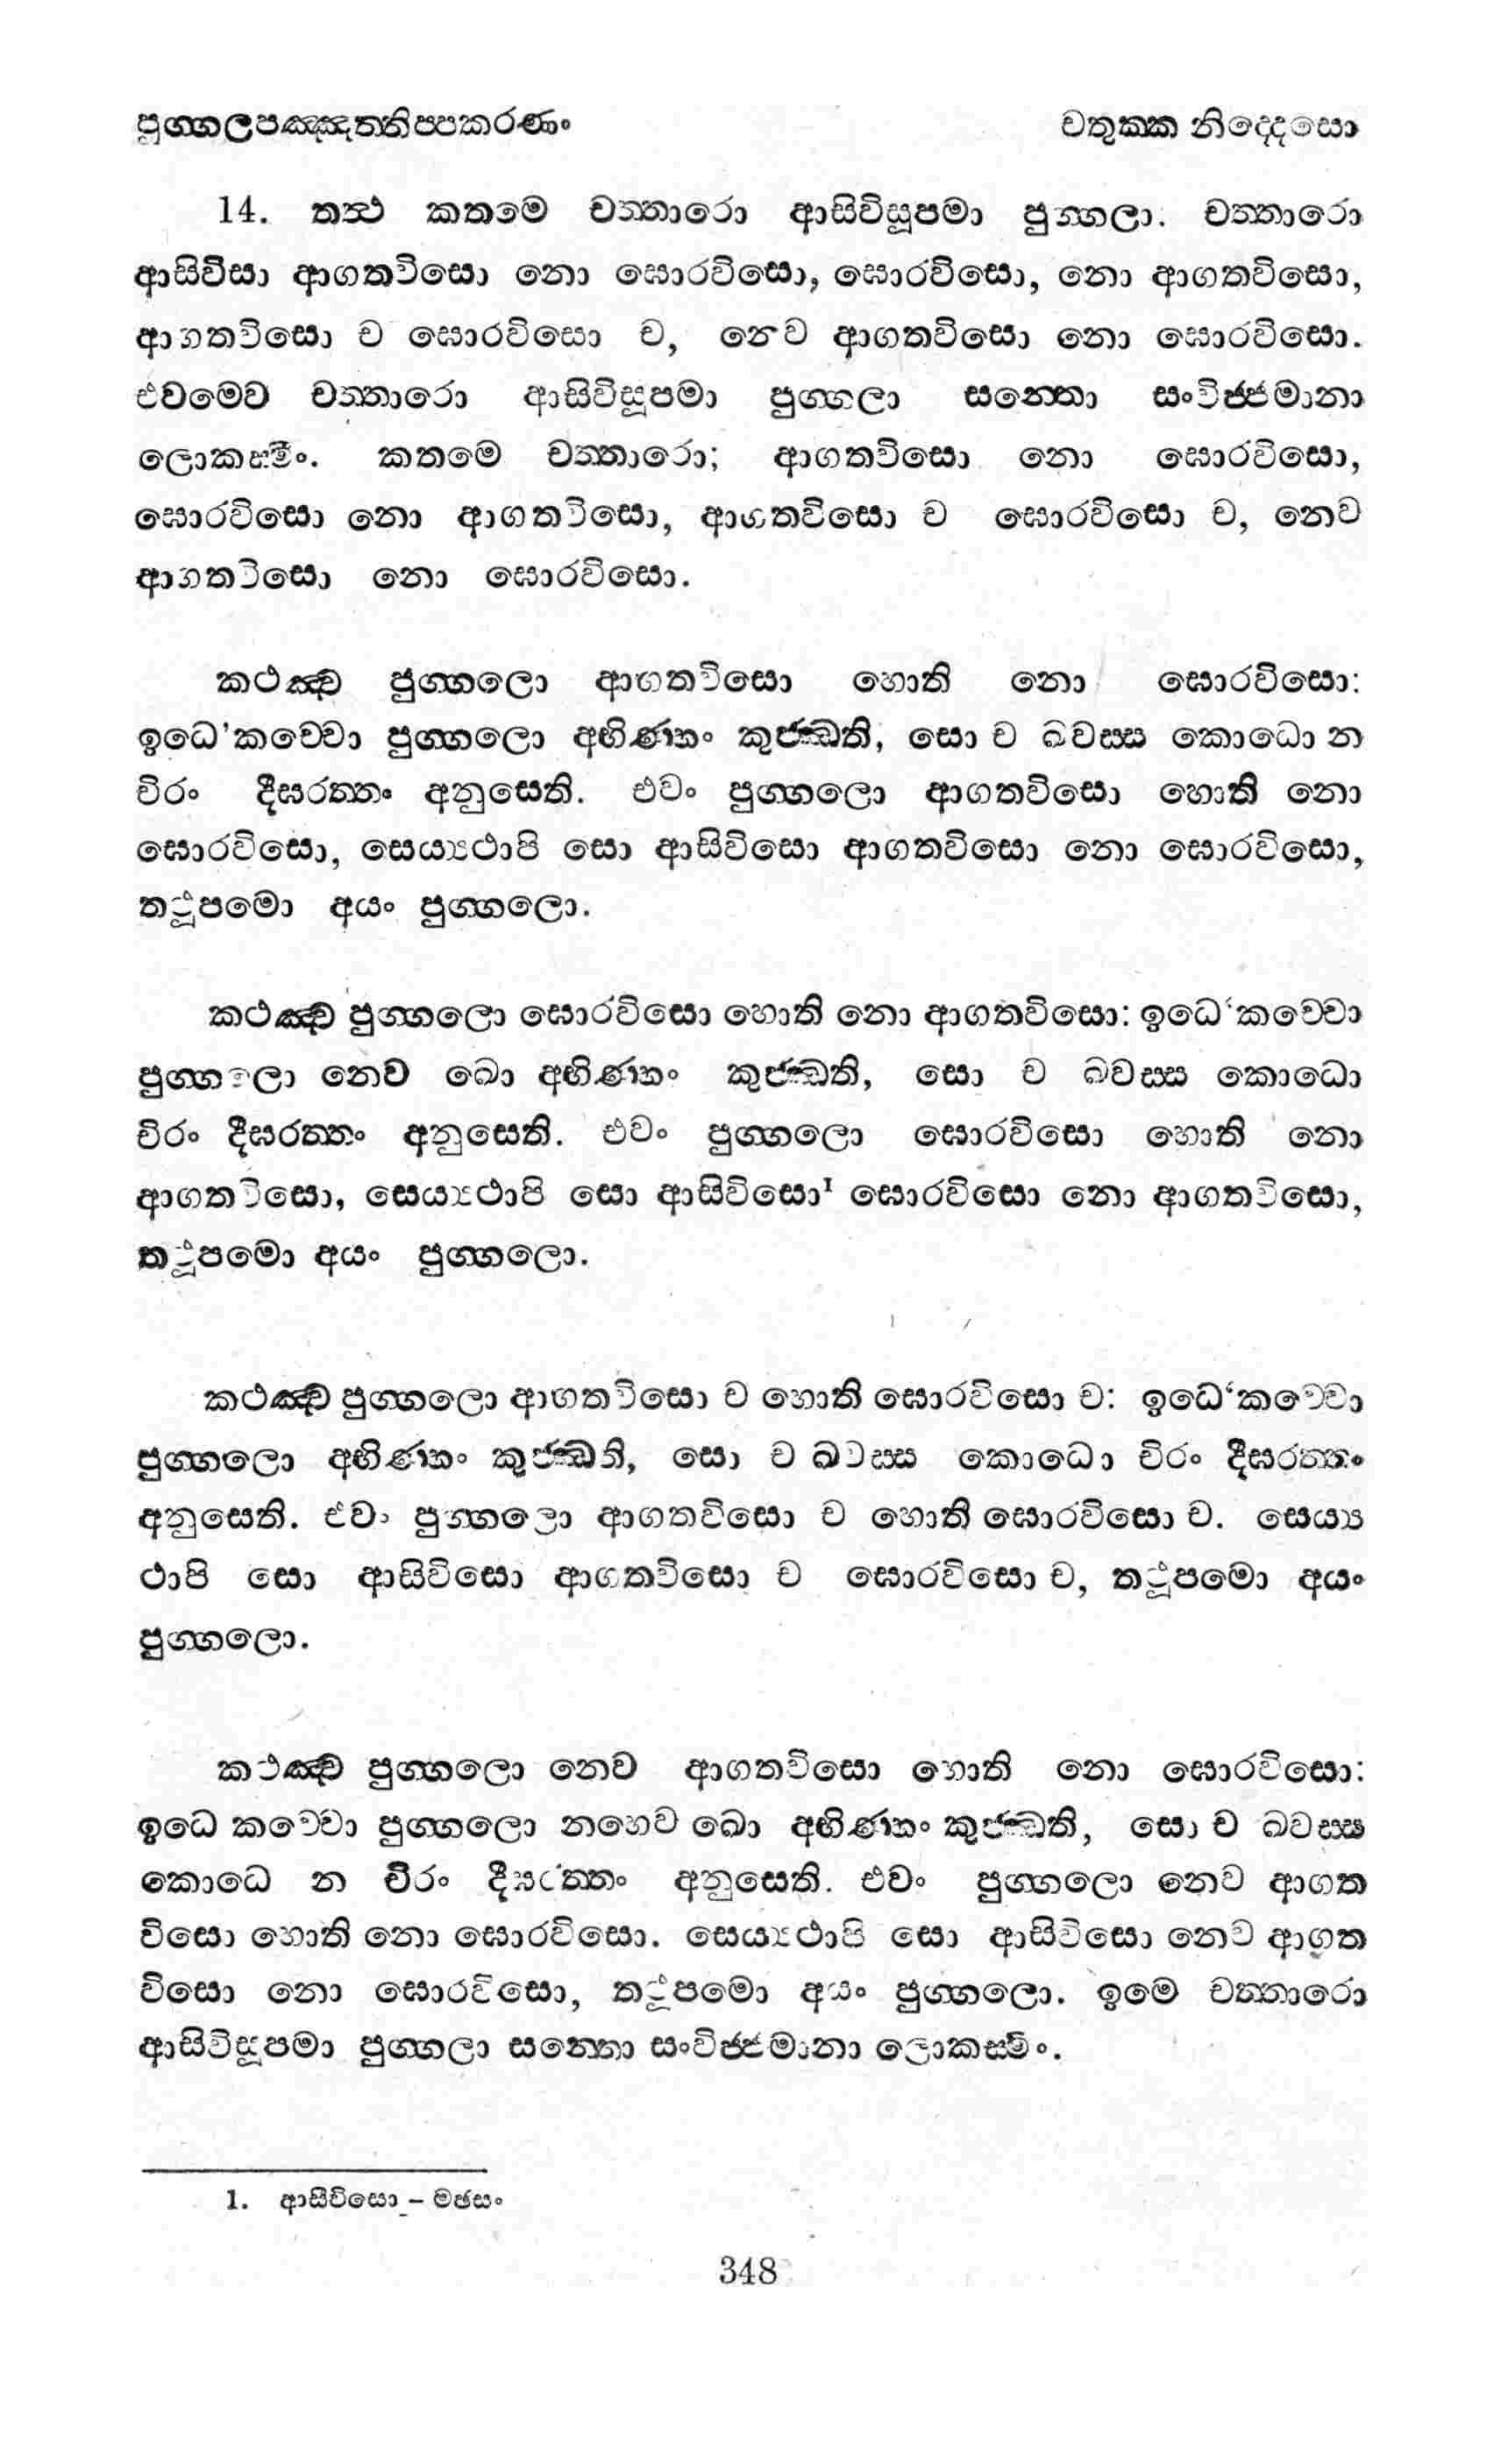 පුග්ගලපඤ්ඤත්තිප්පකරණං චතුක්ක නිද්දෙසො
14. තත්ථ කතමෙ චත්තාරො ආසිවිසූපමා පුග්ගලා. චත්තාරො
ආසිවිසා ආගතවිසො නො ඝොරවිසො, ඝොරවිසො, නො ආගතවිසො,
ආගතවිසො ච ඝොරවිසො ච, නෙව ආගතවිසො නො ඝොරවිසො.
එවමෙව චත්තාරො ආසිවිසූපමා පුග්ගලා සන්තො සංවිජ්ජමානා
ලොකස්මිං. කතමෙ චත්තාරො; ආගතවිසො නො ඝොරවිසො,
ඝොරවිසො නො ආගතවිසො, ආගතවිසො ච ඝොරවිසො ච, නෙව
ආගතවිසො නො ඝොරවිසො.
කථඤ්ච පුග්ගලො ආගතවිසො හොති නො ඝොරවිසො:
ඉධෙ'කච්චො පුග්ගලො අභිණ්හං කුජ්ඣති, සො ච ඛ්වස්ස කොධො න
චිරං දීඝරත්තං අනුසෙති. එවං පුග්ගලො ආගතවිසො හොති නො
ඝොරවිසො, සෙය්‍යථාපි සො ආසිවිසො ආගතවිසො නො ඝොරවිසො,
තථූපමො අයං පුග්ගලො.
කථඤ්ච පුග්ගලො ඝොරවිසො හොති නො ආගතවිසො: ඉධෙ'කච්චො
පුග්ගලො නෙව ඛො අභිණ්හං කුජ්ඣති, සො ච ඛ්වස්ස කොධො
චිරං දීඝරත්තං අනුසෙති. එවං පුග්ගලො ඝොරවිසො හොති නො
ආගතවිසො, සෙය්‍යථාපි සො ආසිවිසො¹ ඝොරවිසො නො ආගතවිසො,
තථූපමො අයං පුග්ගලො.
කථඤ්ච පුග්ගලො ආගතවිසො ච හොති ඝොරවිසො ච: ඉධෙ'කච්චො
පුග්ගලො අභිණ්හං කුජ්ඣති, සො ච ඛ්වස්ස කොධො චිරං දීඝරත්තං
අනුසෙති. එවං පුග්ගලො ආගතවිසො ච හොති ඝොරවිසො ච. සෙය්‍ය
ථාපි සො ආසිවිසො ආගතවිසො ච ඝොරවිසො ච, තථූපමො අයං
පුග්ගලො.
කථඤ්ච පුග්ගලො නෙව ආගතවිසො හොති නො ඝොරවිසො:
ඉධෙ කච්චො පුග්ගලො නහෙව ඛො අභිණ්හං කුජ්ඣති, සො ච ඛ්වස්ස
කොධෙ න චිරං දීඝරත්තං අනුසෙති. එවං පුග්ගලො නෙව ආගත
විසො හොති නො ඝොරවිසො. සෙය්‍යථාපි සො ආසිවිසො නෙව ආගත
විසො නො ඝොරවිසො, තථූපමො අයං පුග්ගලො. ඉමෙ චත්තාරො
ආසිවිසූපමා පුග්ගලා සන්තො සංවිජ්ජමානා ලොකස්මිං.
1. ආසීවිසො - මඡසං
348